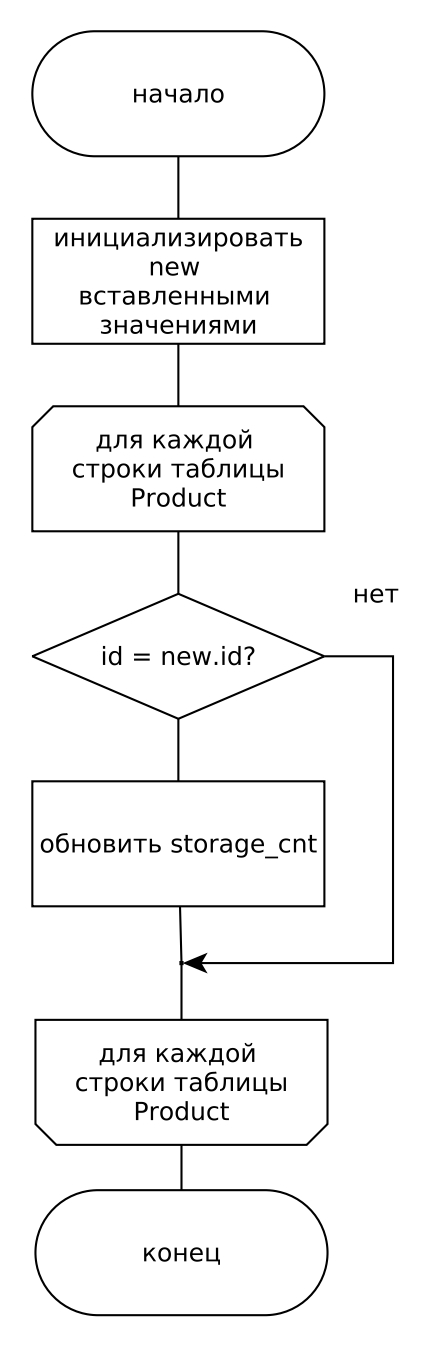 начало
инициализировать
new
вставленными
значениями
для каждой
строки таблицы
Product
нет
id = new.id?
обновить storage_cnt
для каждой
строки таблицы
Product
конец